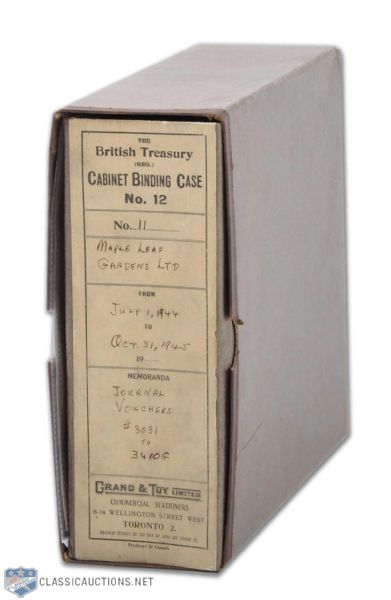 THE
British Treasury
(REG.)
CABINET BINDING CASE
No. 12
No. 11
MAPLE LEAF
GARDENS LTD
FROM
JULY 1, 1944
TO
OCT. 31, 1945
19
MEMORANDA
JOURNAL
VOUCHERS
#3031
TO
GRAND & TOY LIMITED
COMMERCIAL STATIONERS
8-14 WELLINGTON STREET WEST
TORONTO 2.
Produced in Canada
CLASSICAUCTIONS.NET